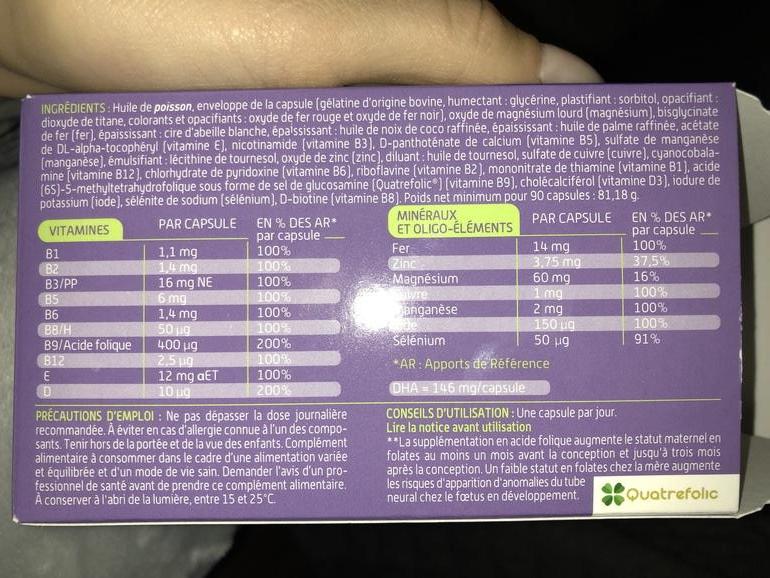 INGRÉDIENTS : Huile de poisson, enveloppe de la capsule (gélatine d'origine bovine, humectant : glycérine, plastifiant : sorbitol, opacifiant :
dioxyde de titane, colorants et opacifiants : oxyde de fer rouge et oxyde de fer noir), oxyde de magnésium lourd (magnésium), bisglycinate
de fer (fer), épaississant : cire d'abeille blanche, épaississant : huile de noix de coco raffinée, épaississant : huile de palme raffinée, acétate
de DL-alpha-tocophéryl (vitamine E), nicotinamide (vitamine B3), D-panthoténate de calcium (vitamine B5), sulfate de manganèse
(manganèse), émulsifiant : lécithine de tournesol, oxyde de zinc (zinc), diluant : huile de tournesol, sulfate de cuivre (cuivre), cyanocobala-
mine (vitamine B12), chlorhydrate de pyridoxine (vitamine B6), riboflavine (vitamine B2), mononitrate de thiamine (vitamine B1), acide
(6S)-5-methyltetrahydrofolique sous forme de sel de glucosamine (Quatrefolic®) (vitamine B9), cholécalciférol (vitamine D3), iodure de
potassium (iode), sélénite de sodium (sélénium), D-biotine (vitamine B8). Poids net minimum pour 90 capsules : 81,18 g.
VITAMINES PAR CAPSULE EN % DES AR*
par capsule
B1 1,1 mg 100%
B2 1,4 mg 100%
B3/PP 16 mg NE 100%
B5 6 mg 100%
B6 1,4 mg 100%
B8/H 50 µg 100%
B9/Acide folique 400 µg 200%
B12 2,5 µg 100%
E 12 mg αET 100%
D 10 µg 200%
MINÉRAUX
ET OLIGO-ÉLÉMENTS PAR CAPSULE EN % DES AR*
par capsule
Fer 14 mg 100%
Zinc 3,75 mg 37,5%
Magnésium 60 mg 16%
Cuivre 1 mg 100%
Manganèse 2 mg 100%
Iode 150 µg 100%
Sélénium 50 µg 91%
*AR : Apports de Référence
DHA = 146 mg/capsule
PRÉCAUTIONS D'EMPLOI : Ne pas dépasser la dose journalière
recommandée. À éviter en cas d'allergie connue à l'un des compo-
sants. Tenir hors de la portée et de la vue des enfants. Complément
alimentaire à consommer dans le cadre d'une alimentation variée
et équilibrée et d'un mode de vie sain. Demander l'avis d'un pro-
fessionnel de santé avant de prendre ce complément alimentaire.
À conserver à l'abri de la lumière, entre 15 et 25°C.
CONSEILS D'UTILISATION : Une capsule par jour.
Lire la notice avant utilisation
**La supplémentation en acide folique augmente le statut maternel en
folates au moins un mois avant la conception et jusqu'à trois mois
après la conception. Un faible statut en folates chez la mère augmente
les risques d'apparition d'anomalies du tube
neural chez le fœtus en développement.
Quatrefolic